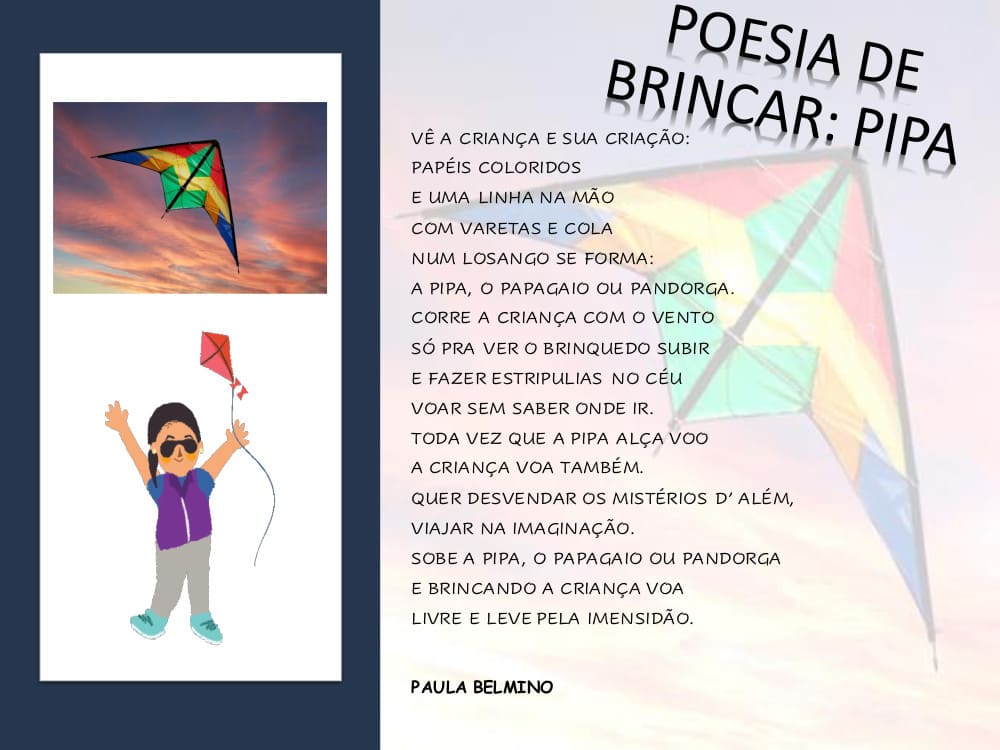 POESIA DE
BRINCAR: PIPA
VÊ A CRIANÇA E SUA CRIAÇÃO:
PAPÉIS COLORIDOS
E UMA LINHA NA MÃO
COM VARETAS E COLA
NUM LOSANGO SE FORMA:
A PIPA, O PAPAGAIO OU PANDORGA.
CORRE A CRIANÇA COM O VENTO
SÓ PRA VER O BRINQUEDO SUBIR
E FAZER ESTRIPULIAS NO CÉU
VOAR SEM SABER ONDE IR.
TODA VEZ QUE A PIPA ALÇA VOO
A CRIANÇA VOA TAMBÉM.
QUER DESVENDAR OS MISTÉRIOS D' ALÉM,
VIAJAR NA IMAGINAÇÃO.
SOBE A PIPA, O PAPAGAIO OU PANDORGA
E BRINCANDO A CRIANÇA VOA
LIVRE E LEVE PELA IMENSIDÃO.
PAULA BELMINO